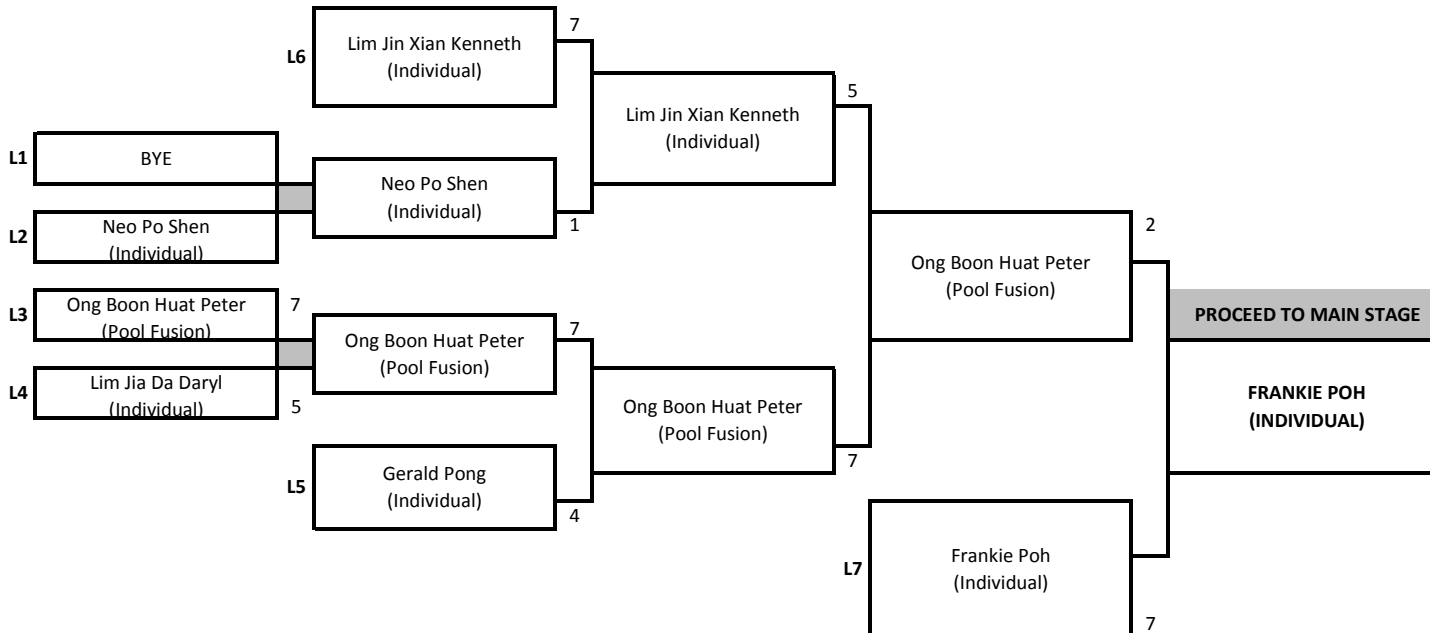 7
L6
Lim Jin Xian Kenneth
(Individual)
5
Lim Jin Xian Kenneth
(Individual)
L1
BYE
Neo Po Shen
(Individual)
1
L2
Neo Po Shen
(Individual)
2
Ong Boon Huat Peter
(Pool Fusion)
L3
Ong Boon Huat Peter
(Pool Fusion)
7
PROCEED TO MAIN STAGE
7
Ong Boon Huat Peter
(Pool Fusion)
L4
Lim Jia Da Daryl
(Individual)
5
FRANKIE POH
(INDIVIDUAL)
Ong Boon Huat Peter
(Pool Fusion)
7
L5
Gerald Pong
(Individual)
4
L7
Frankie Poh
(Individual)
7